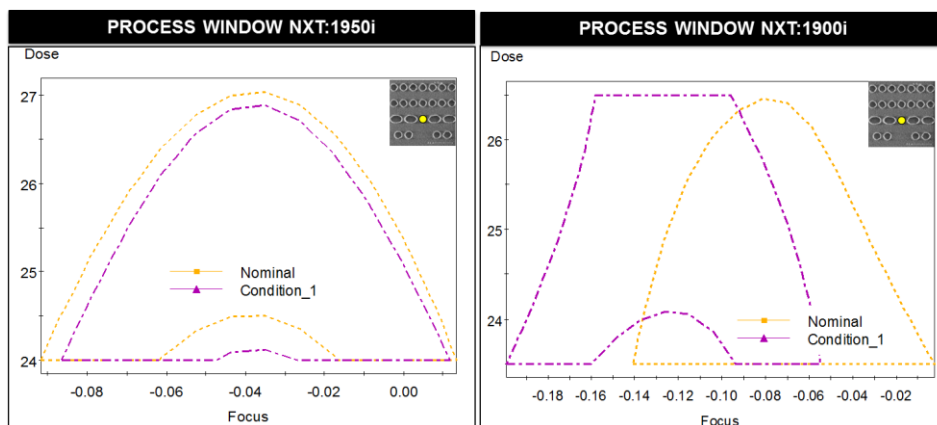 PROCESS WINDOW NXT:1950i
Dose
27
26
25
24
Nominal
Condition_1
-0.08
-0.06
-0.04
-0.02
0.00
Focus
PROCESS WINDOW NXT:1900i
Dose
26
25
24
Nominal
Condition_1
-0.18
-0.16
-0.14
-0.12
-0.10
-0.08
-0.06
-0.04
-0.02
Focus